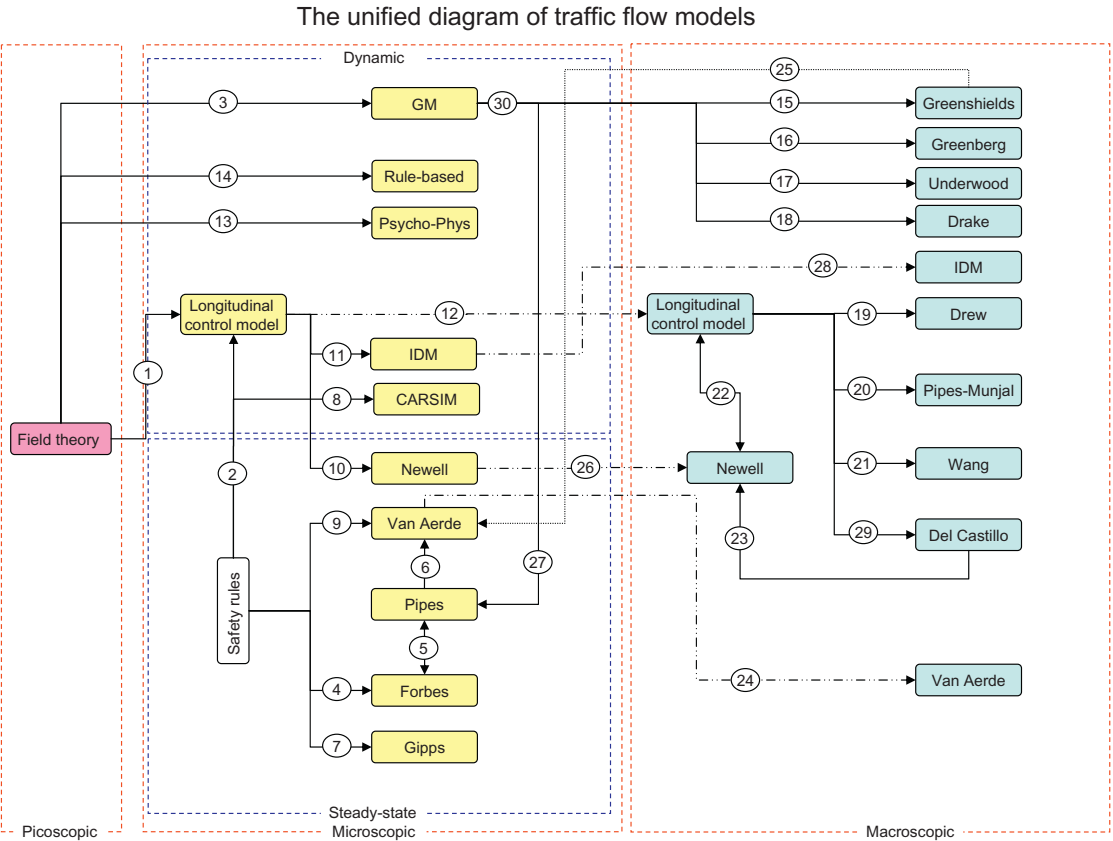 The unified diagram of traffic flow models
Dynamic
25
3
GM
30
15
Greenshields
16
Greenberg
14
Rule-based
17
Underwood
13
Psycho-Phys
18
Drake
28
IDM
Longitudinal
control model
12
Longitudinal
control model
19
Drew
11
IDM
1
8
CARSIM
22
20
Pipes-Munjal
Field theory
2
10
Newell
26
Newell
21
Wang
9
Van Aerde
23
29
Del Castillo
6
27
Safety rules
Pipes
5
4
Forbes
24
Van Aerde
7
Gipps
Steady-state
Picoscopic
Microscopic
Macroscopic